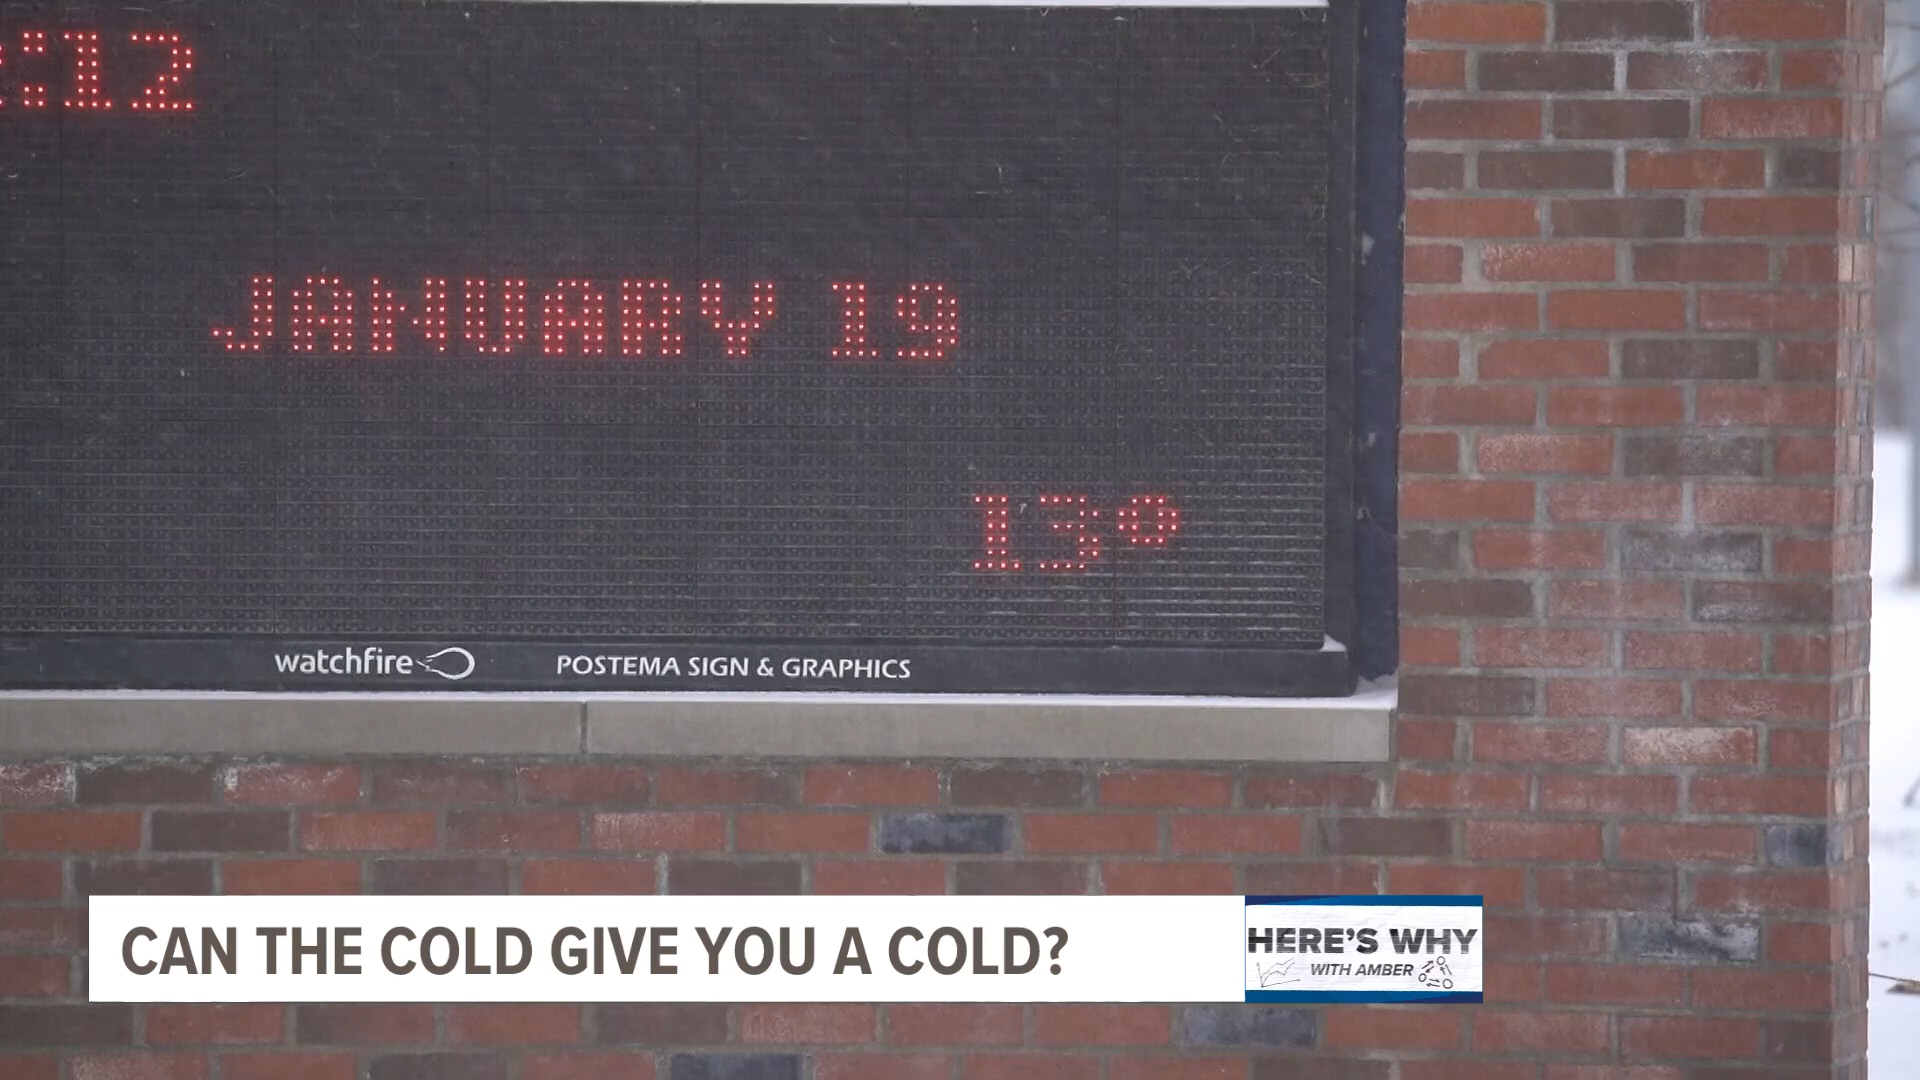 :12
JANUARY 19
13°
watchfire
POSTEMA SIGN & GRAPHICS
CAN THE COLD GIVE YOU A COLD?
HERE'S WHY
WITH AMBER